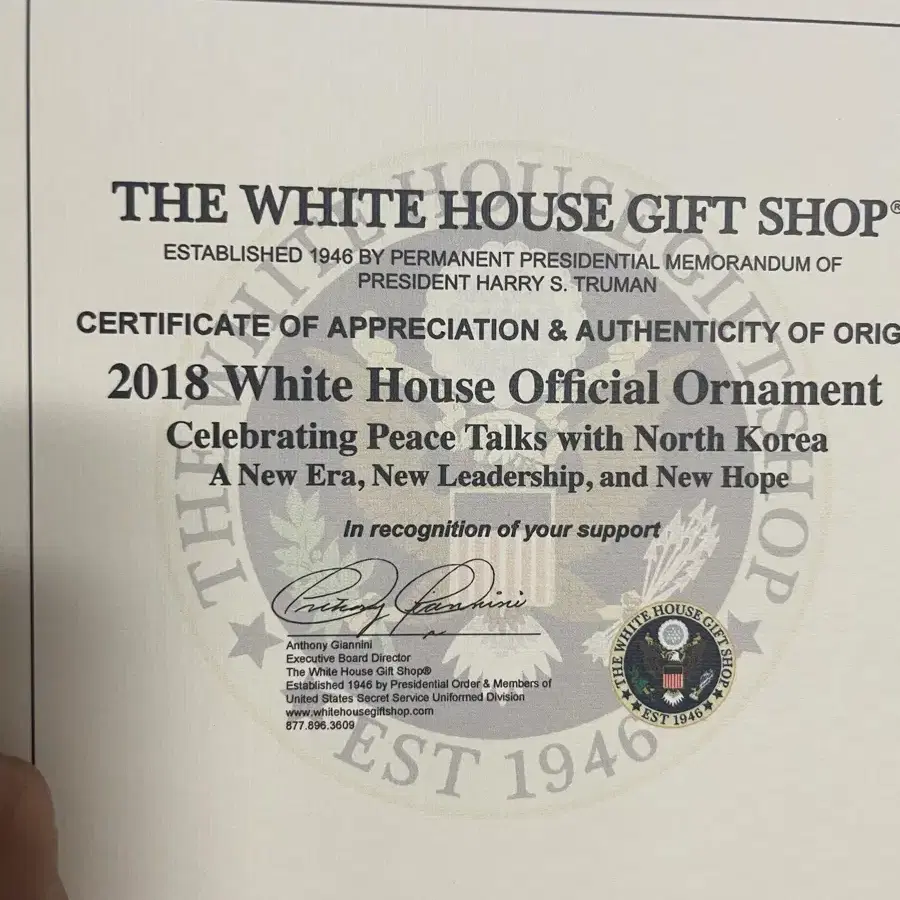 THE WHITE HOUSE GIFT SHOP®
ESTABLISHED 1946 BY PERMANENT PRESIDENTIAL MEMORANDUM OF
PRESIDENT HARRY S. TRUMAN
CERTIFICATE OF APPRECIATION & AUTHENTICITY OF ORIG
2018 White House Official Ornament
Celebrating Peace Talks with North Korea
A New Era, New Leadership, and New Hope
In recognition of your support
Anthony Giannini
Anthony Giannini
Executive Board Director
The White House Gift Shop®
Established 1946 by Presidential Order & Members of
United States Secret Service Uniformed Division
www.whitehousegiftshop.com
877.896.3609
THE WHITE HOUSE GIFT SHOP
EST 1946
THE WHITE HOUSE GIFT SHOP
EST 1946